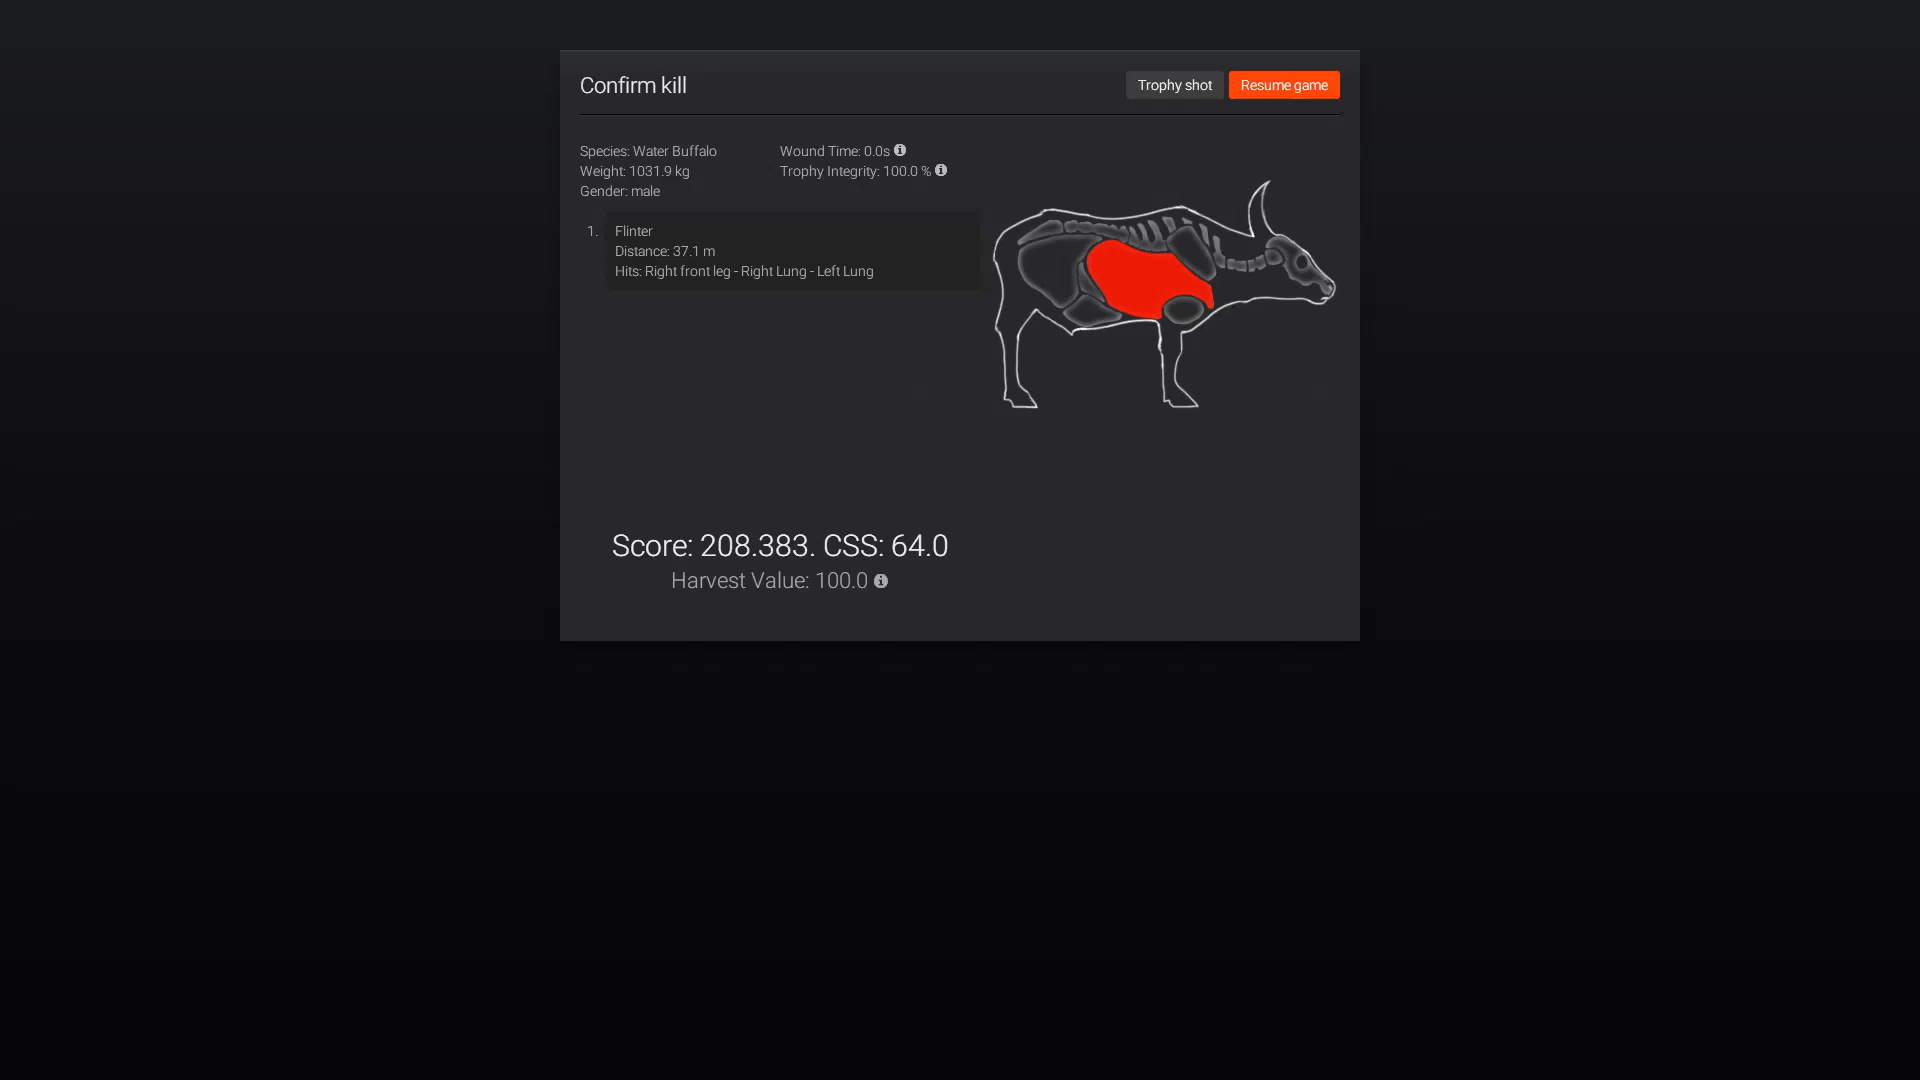 Confirm kill
Trophy shot
Resume game
Species: Water Buffalo
Weight: 1031.9 kg
Gender: male
Wound Time: 0.0s
Trophy Integrity: 100.0 %
1.
Flinter
Distance: 37.1 m
Hits: Right front leg - Right Lung - Left Lung
Score: 208.383. CSS: 64.0
Harvest Value: 100.0